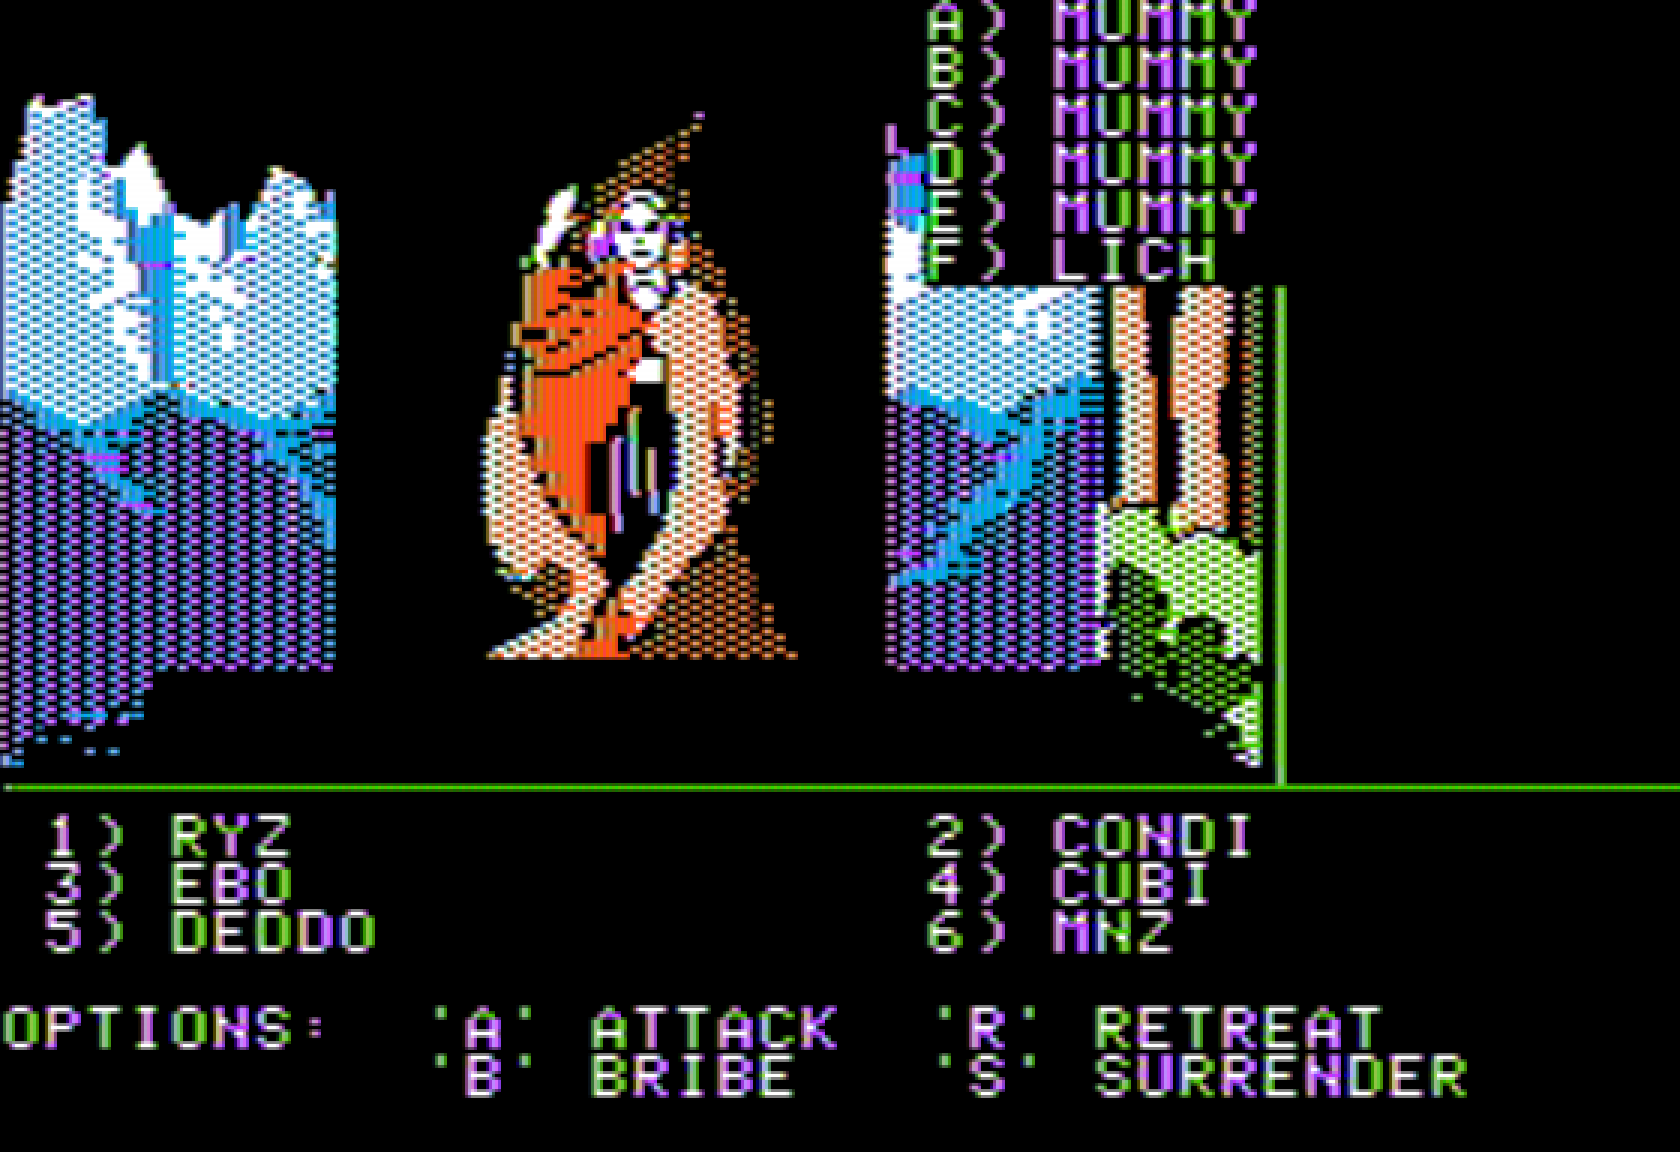 A) MUMMY
B) MUMMY
C) MUMMY
D) MUMMY
E) MUMMY
F) LICH
1) RYZ 2) CONDI
3) EBO 4) CUBI
5) DEDDO 6) MNZ
OPTIONS: 'A' ATTACK 'R' RETREAT
'B' BRIBE 'S' SURRENDER